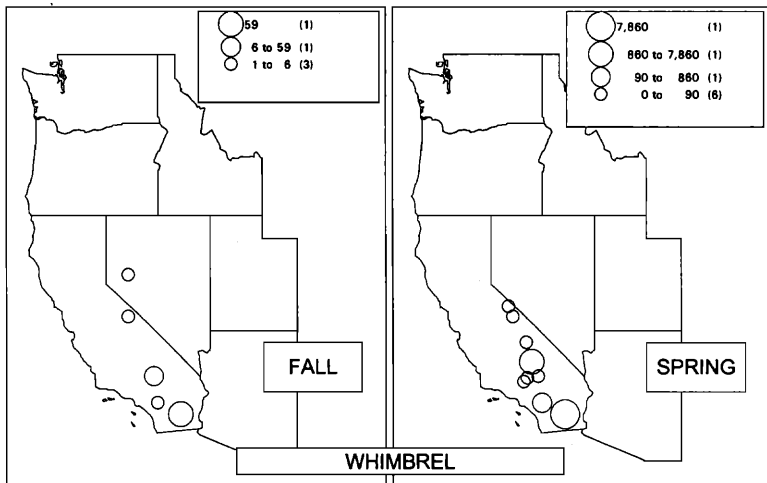 59 (1)
6 to 59 (1)
1 to 6 (3)
7,860 (1)
860 to 7,860 (1)
90 to 860 (1)
0 to 90 (6)
FALL
SPRING
WHIMBREL